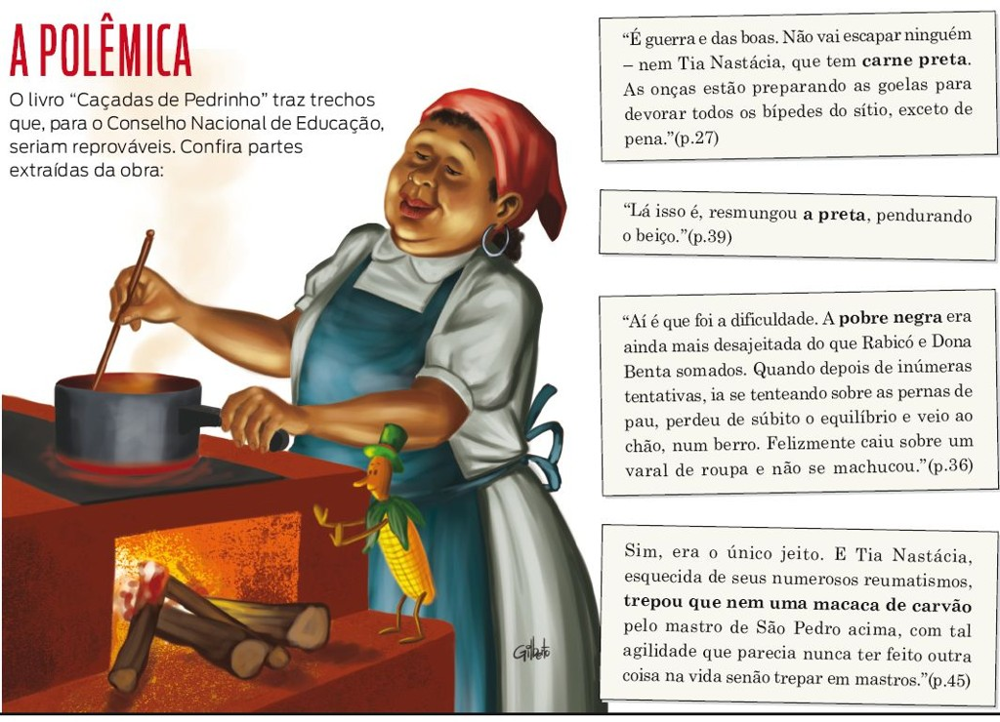 A POLÊMICA
O livro “Caçadas de Pedrinho” traz trechos
que, para o Conselho Nacional de Educação,
seriam reprováveis. Confira partes
extraídas da obra:
“É guerra e das boas. Não vai escapar ninguém
– nem Tia Nastácia, que tem carne preta.
As onças estão preparando as goelas para
devorar todos os bípedes do sítio, exceto de
pena.”(p.27)
“Lá isso é, resmungou a preta, pendurando
o beiço.”(p.39)
“Aí é que foi a dificuldade. A pobre negra era
ainda mais desajeitada do que Rabicó e Dona
Benta somados. Quando depois de inúmeras
tentativas, ia se tenteando sobre as pernas de
pau, perdeu de súbito o equilíbrio e veio ao
chão, num berro. Felizmente caiu sobre um
varal de roupa e não se machucou.”(p.36)
Sim, era o único jeito. E Tia Nastácia,
esquecida de seus numerosos reumatismos,
trepou que nem uma macaca de carvão
pelo mastro de São Pedro acima, com tal
agilidade que parecia nunca ter feito outra
coisa na vida senão trepar em mastros.”(p.45)
Gilberto